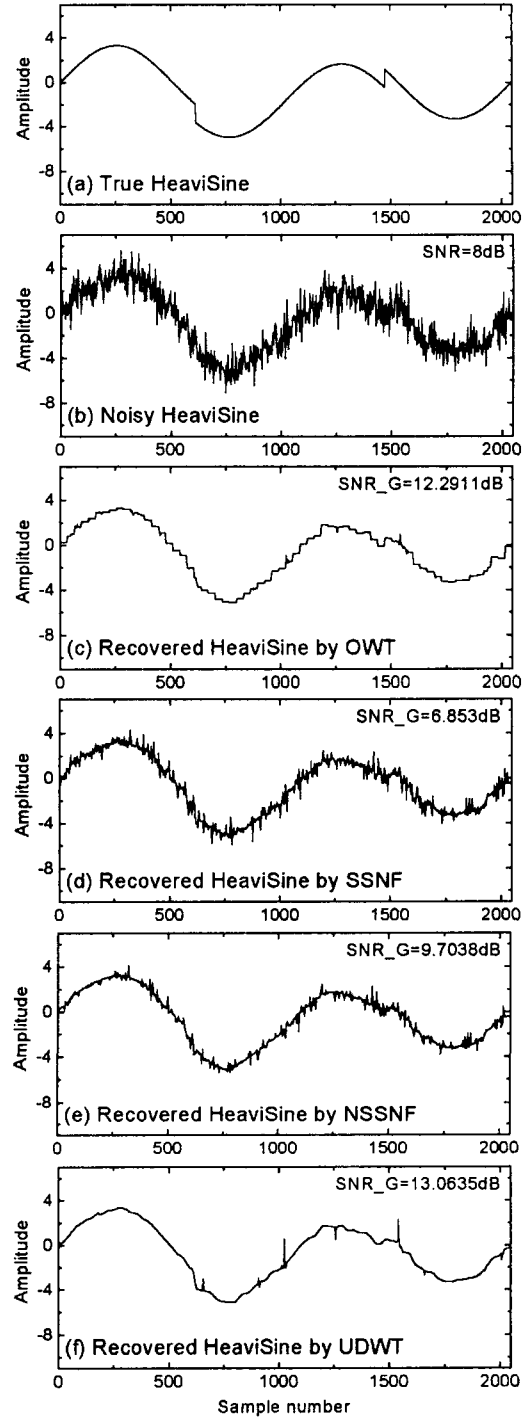 4
0
-4
-8
Amplitude
(a) True HeaviSine
0 500 1000 1500 2000
SNR=8dB
4
0
-4
-8
Amplitude
(b) Noisy HeaviSine
0 500 1000 1500 2000
SNR_G=12.2911dB
4
0
-4
-8
Amplitude
(c) Recovered HeaviSine by OWT
0 500 1000 1500 2000
SNR_G=6.853dB
4
0
-4
-8
Amplitude
(d) Recovered HeaviSine by SSNF
0 500 1000 1500 2000
SNR_G=9.7038dB
4
0
-4
-8
Amplitude
(e) Recovered HeaviSine by NSSNF
0 500 1000 1500 2000
SNR_G=13.0635dB
4
0
-4
-8
Amplitude
(f) Recovered HeaviSine by UDWT
0 500 1000 1500 2000
Sample number